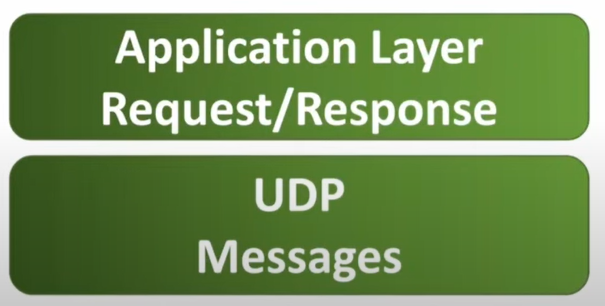 Application Layer
Request/Response
UDP
Messages